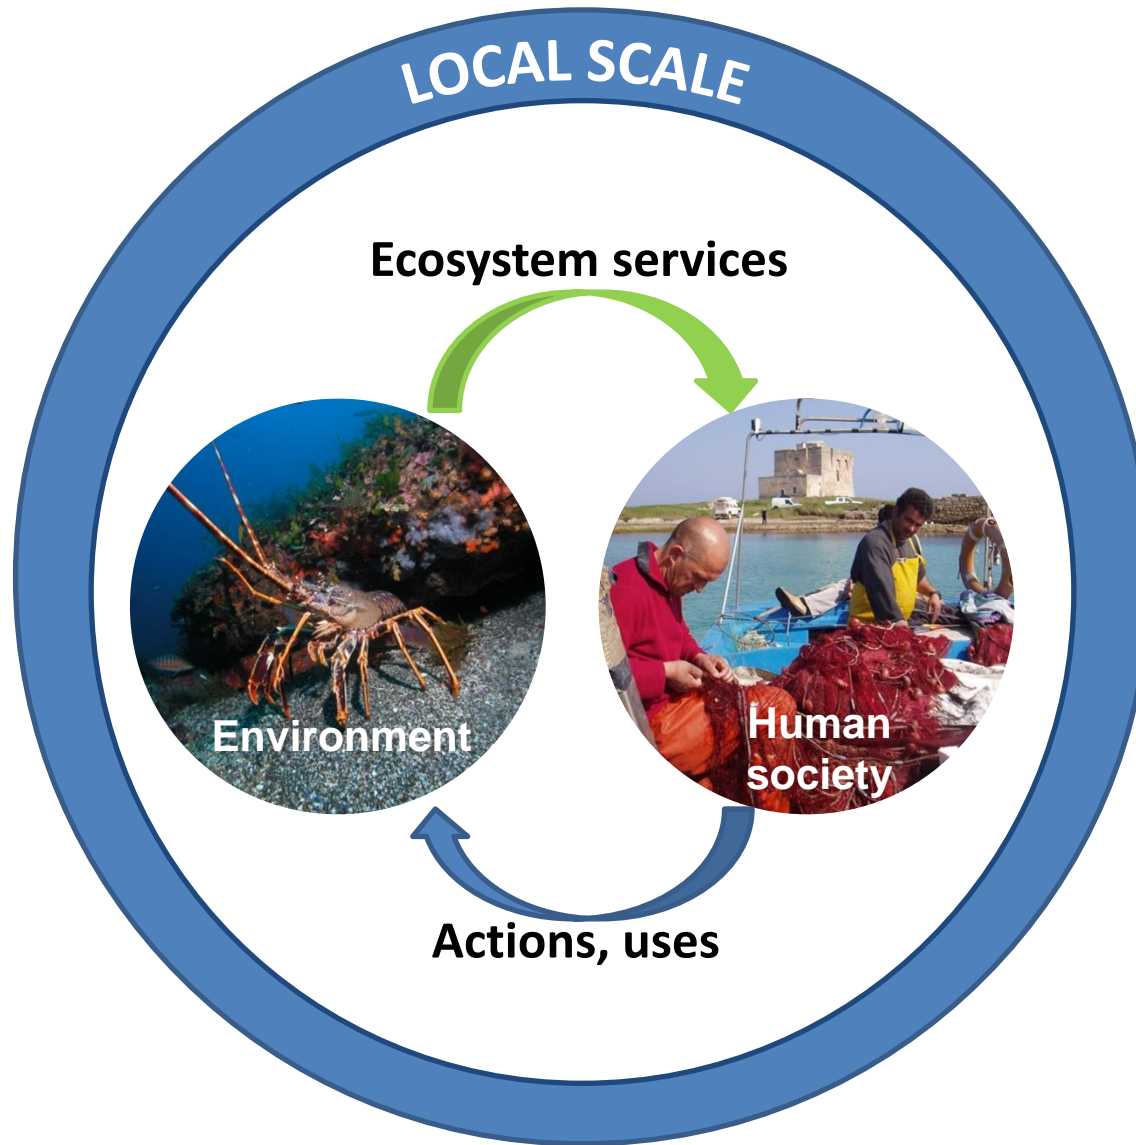 LOCAL SCALE
Ecosystem services
Environment
Human
society
Actions, uses